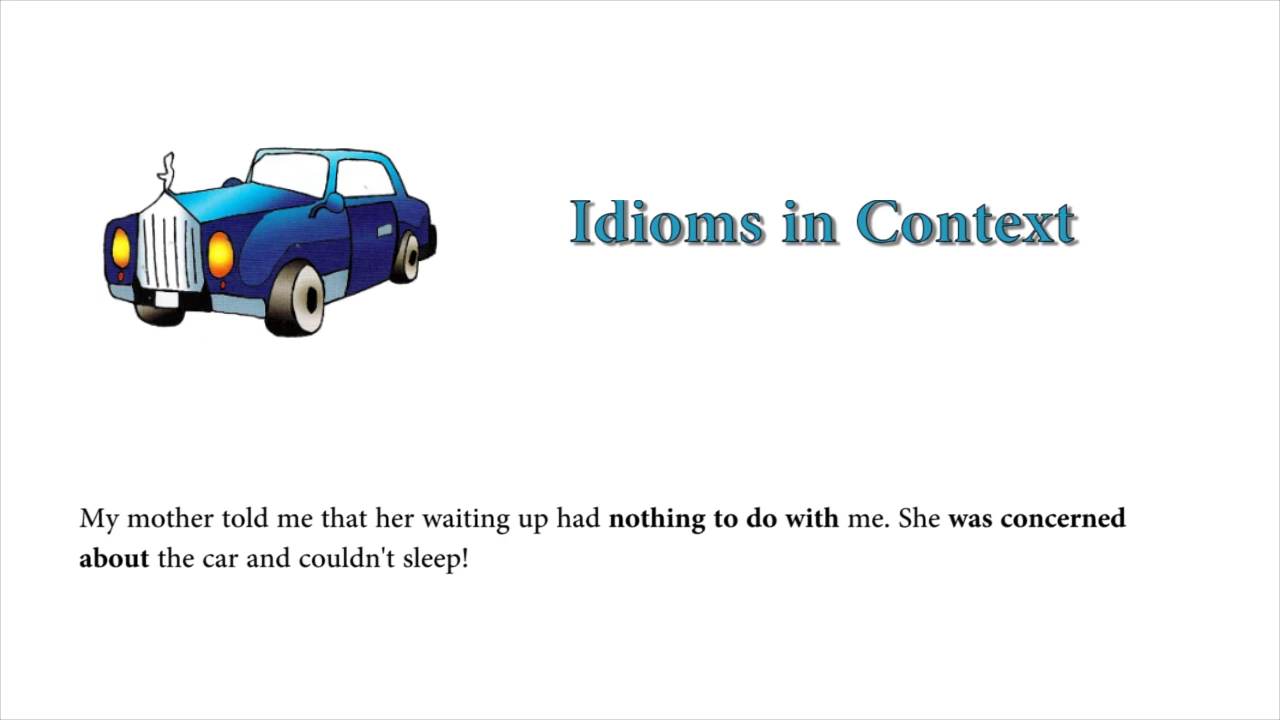 Idioms in Context
My mother told me that her waiting up had nothing to do with me. She was concerned
about the car and couldn't sleep!